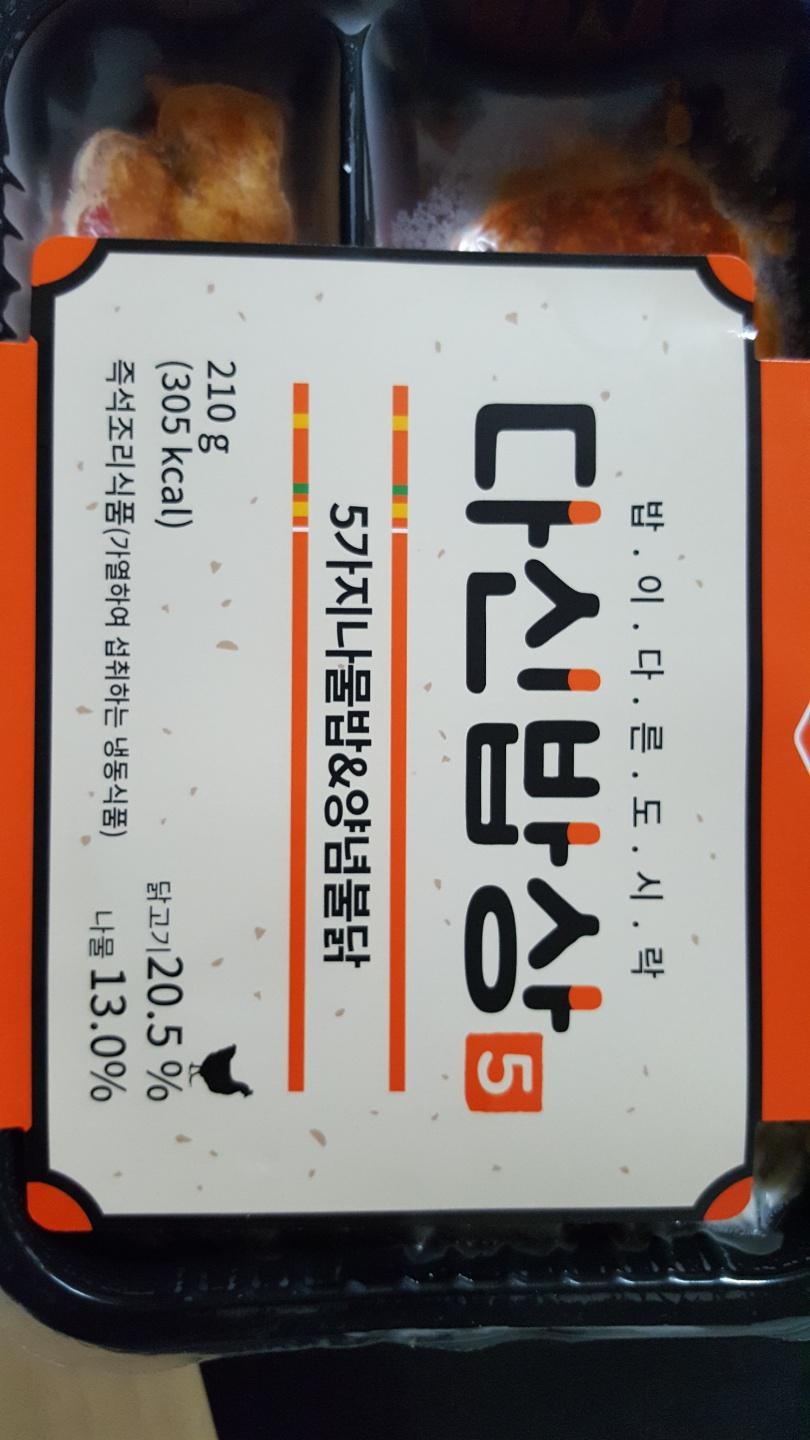 밥.이.다.른.도.시.락
다신밥상 5
5가지나물밥&양념불닭
210 g
(305 kcal)
즉석조리식품(가열하여 섭취하는 냉동식품)
닭고기 20.5 %
나물 13.0%